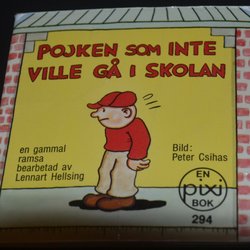 POJKEN SOM INTE
VILLE GÅ I SKOLAN
en gammal
ramsa
bearbetad av
Lennart Hellsing
Bild:
Peter Csihas
EN
pixi
BOK
294